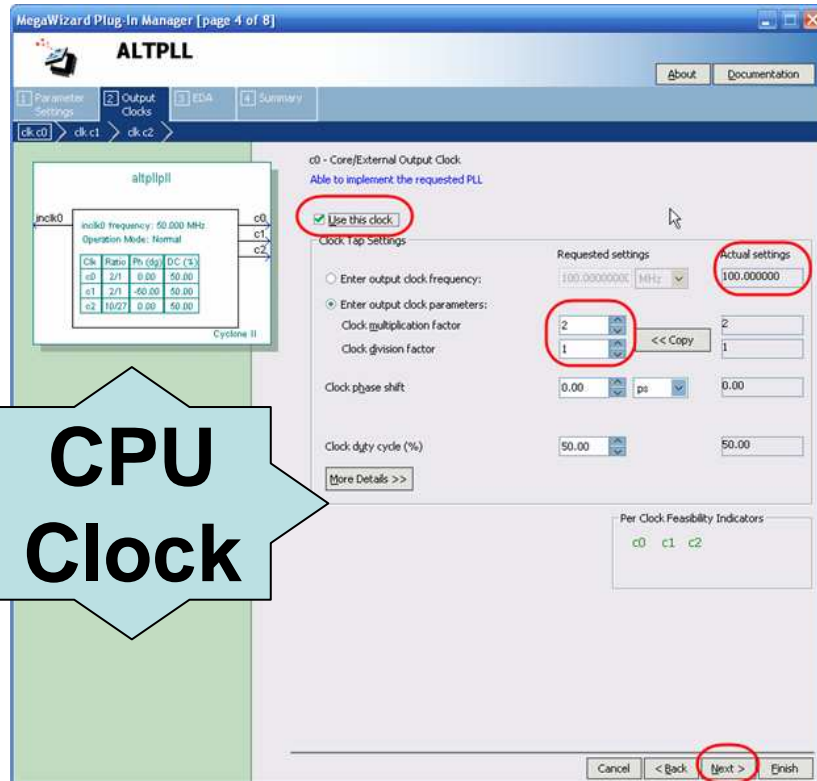 MegaWizard Plug-In Manager [page 4 of 8]
ALTPLL
About
Documentation
1 Parameter Settings
2 Output Clocks
3 EDA
4 Summary
clk c0
clk c1
clk c2
altpllpll
inclk0
inclk0 frequency: 50.000 MHz
Operation Mode: Normal
Clk Ratio Ph (dg) DC (%)
c0 2/1 0.00 50.00
c1 2/1 -60.00 50.00
c2 10/27 0.00 50.00
c0
c1
c2
Cyclone II
CPU
Clock
c0 - Core/External Output Clock
Able to implement the requested PLL
Use this clock
Clock Tap Settings
Requested settings
Actual settings
Enter output clock frequency:
100.0000000 MHz
100.000000
Enter output clock parameters:
Clock multiplication factor
2
<< Copy
2
Clock division factor
1
1
Clock phase shift
0.00 ps
0.00
Clock duty cycle (%)
50.00
50.00
More Details >>
Per Clock Feasibility Indicators
c0 c1 c2
Cancel
< Back
Next >
Finish